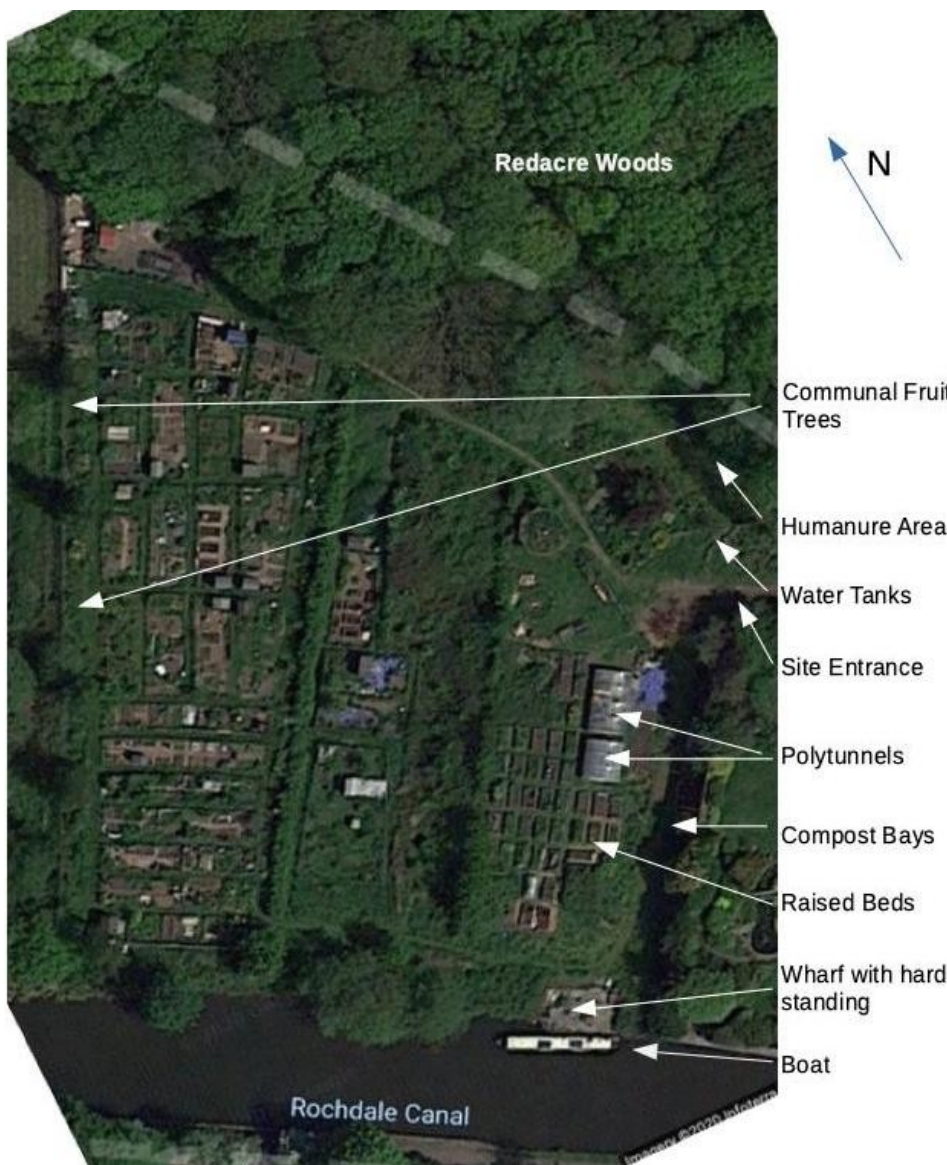 Redacre Woods
N
Communal Fruit
Trees
Humanure Area
Water Tanks
Site Entrance
Polytunnels
Compost Bays
Raised Beds
Wharf with hard
standing
Boat
Rochdale Canal
Imagery ©2020 Infoterra